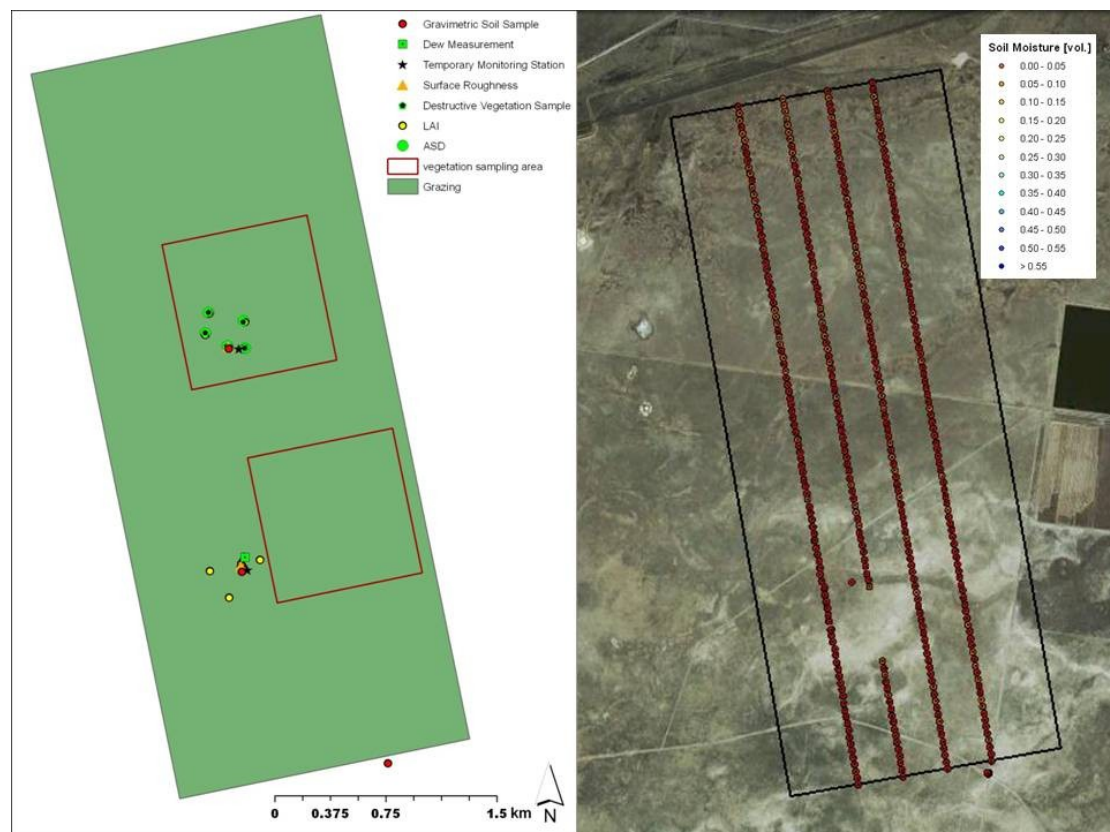 Gravimetric Soil Sample
Dew Measurement
Temporary Monitoring Station
Surface Roughness
Destructive Vegetation Sample
LAI
ASD
vegetation sampling area
Grazing
0 0.375 0.75 1.5 km
N
Soil Moisture [vol.]
0.00 - 0.05
0.05 - 0.10
0.10 - 0.15
0.15 - 0.20
0.20 - 0.25
0.25 - 0.30
0.30 - 0.35
0.35 - 0.40
0.40 - 0.45
0.45 - 0.50
0.50 - 0.55
> 0.55